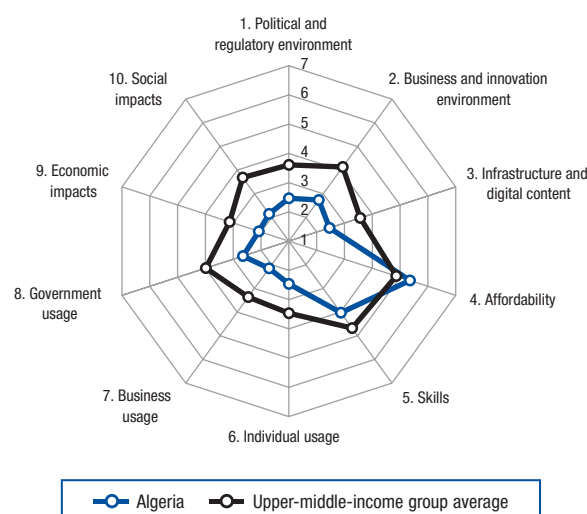 1. Political and
regulatory environment
2. Business and innovation
environment
3. Infrastructure and
digital content
4. Affordability
5. Skills
6. Individual usage
7. Business
usage
8. Government
usage
9. Economic
impacts
10. Social
impacts
7
6
5
4
3
2
1
Algeria
Upper-middle-income group average